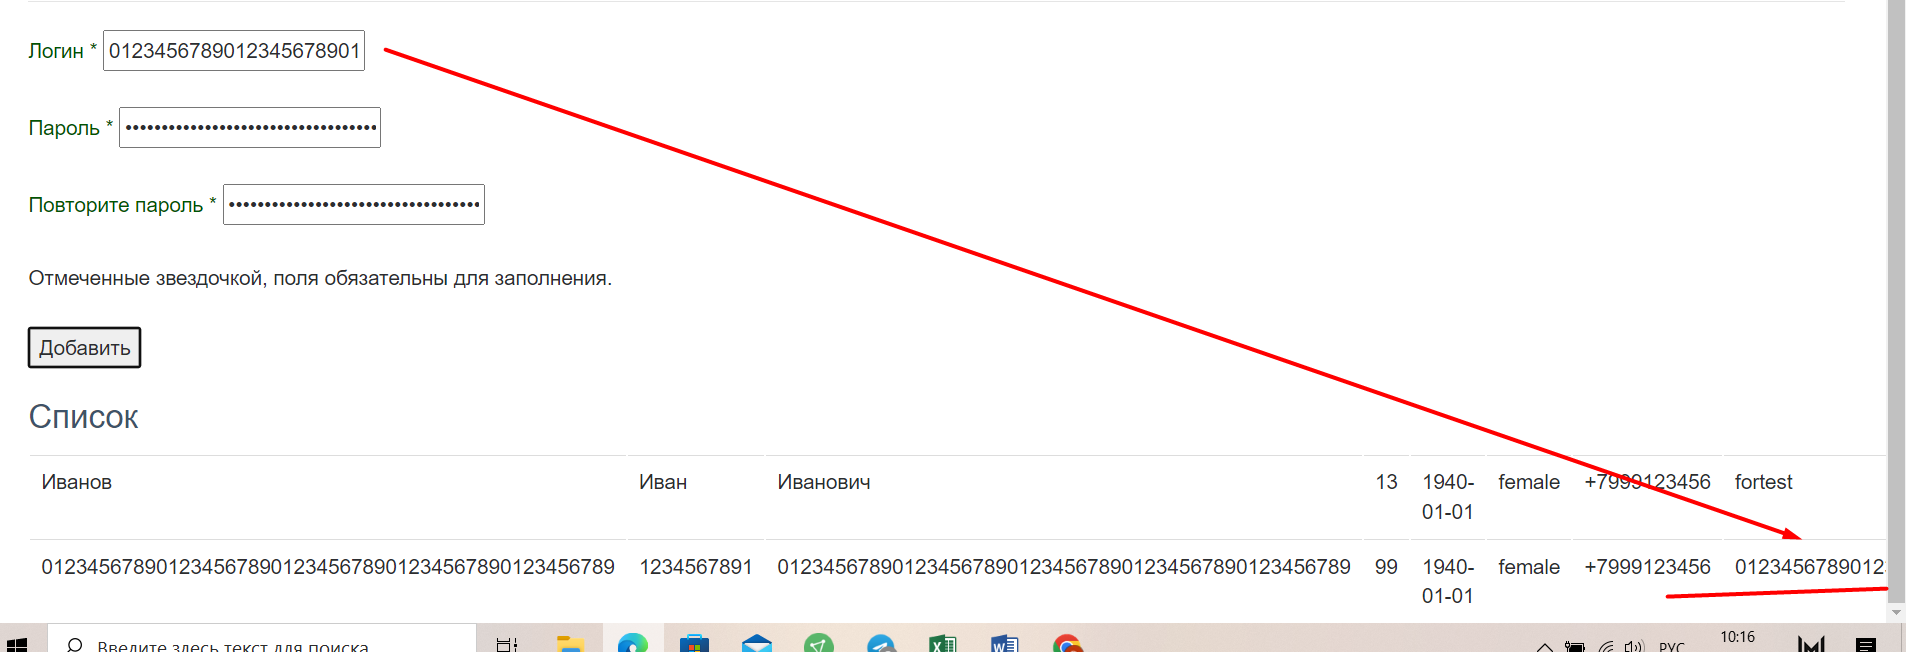 Логин * 0123456789012345678901
Пароль * ••••••••••••••••••••••••••••••••••••
Повторите пароль * ••••••••••••••••••••••••••••••••••••
Отмеченные звездочкой, поля обязательны для заполнения.
Добавить
Список
Иванов Иван Иванович 13 1940-01-01 female +7999123456 fortest
01234567890123456789012345678901234567890123456789 1234567891 01234567890123456789012345678901234567890123456789 99 1940-01-01 female +7999123456 0123456789012
Введите здесь текст для поиска
РУС
10:16